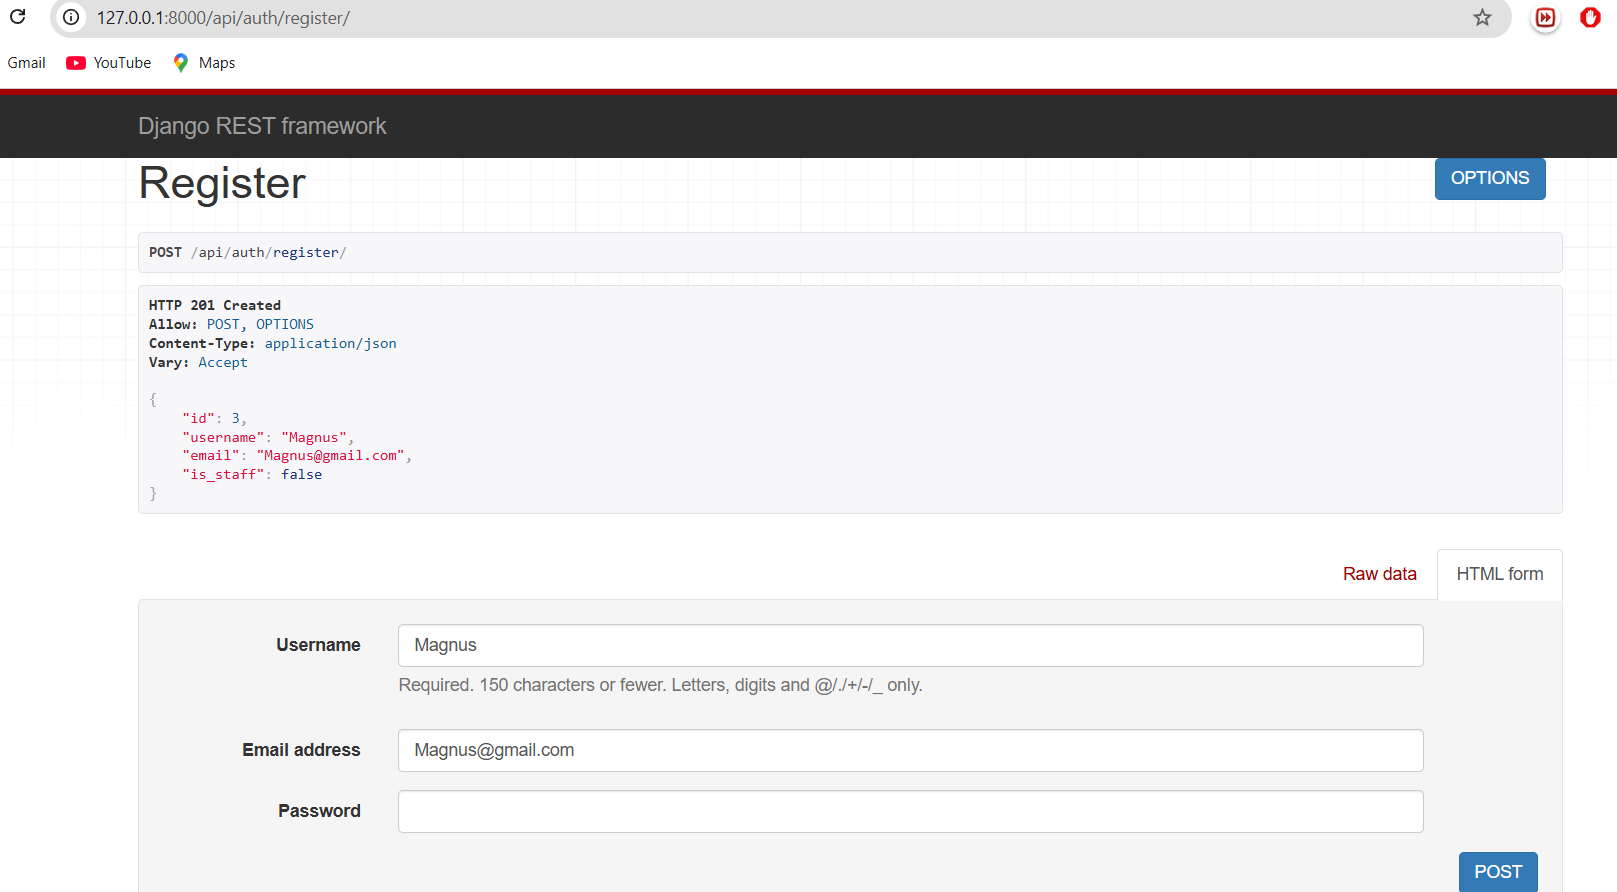 127.0.0.1:8000/api/auth/register/
Gmail YouTube Maps
Django REST framework
Register
OPTIONS
POST /api/auth/register/
HTTP 201 Created
Allow: POST, OPTIONS
Content-Type: application/json
Vary: Accept
{
    "id": 3,
    "username": "Magnus",
    "email": "Magnus@gmail.com",
    "is_staff": false
}
Raw data HTML form
Username Magnus
Required. 150 characters or fewer. Letters, digits and @/./+/-/_ only.
Email address Magnus@gmail.com
Password
POST